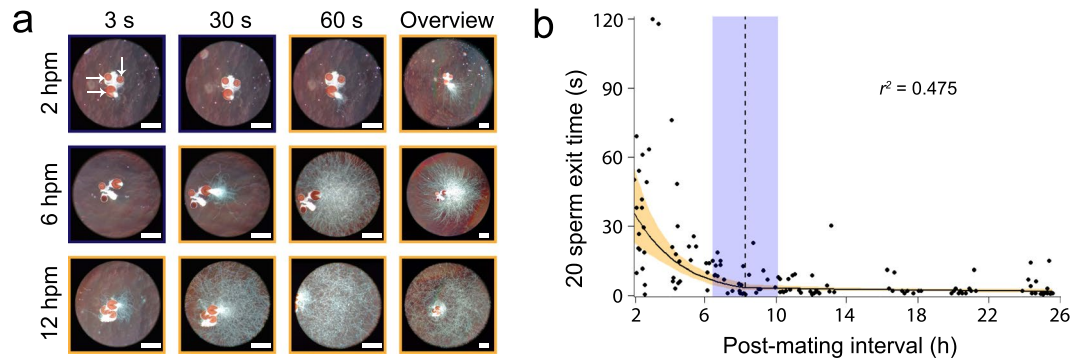 a
3 s 30 s 60 s Overview
2 hpm
6 hpm
12 hpm
b
20 sperm exit time (s)
120
90
60
30
0
r² = 0.475
2 6 10 14 18 22 26
Post-mating interval (h)